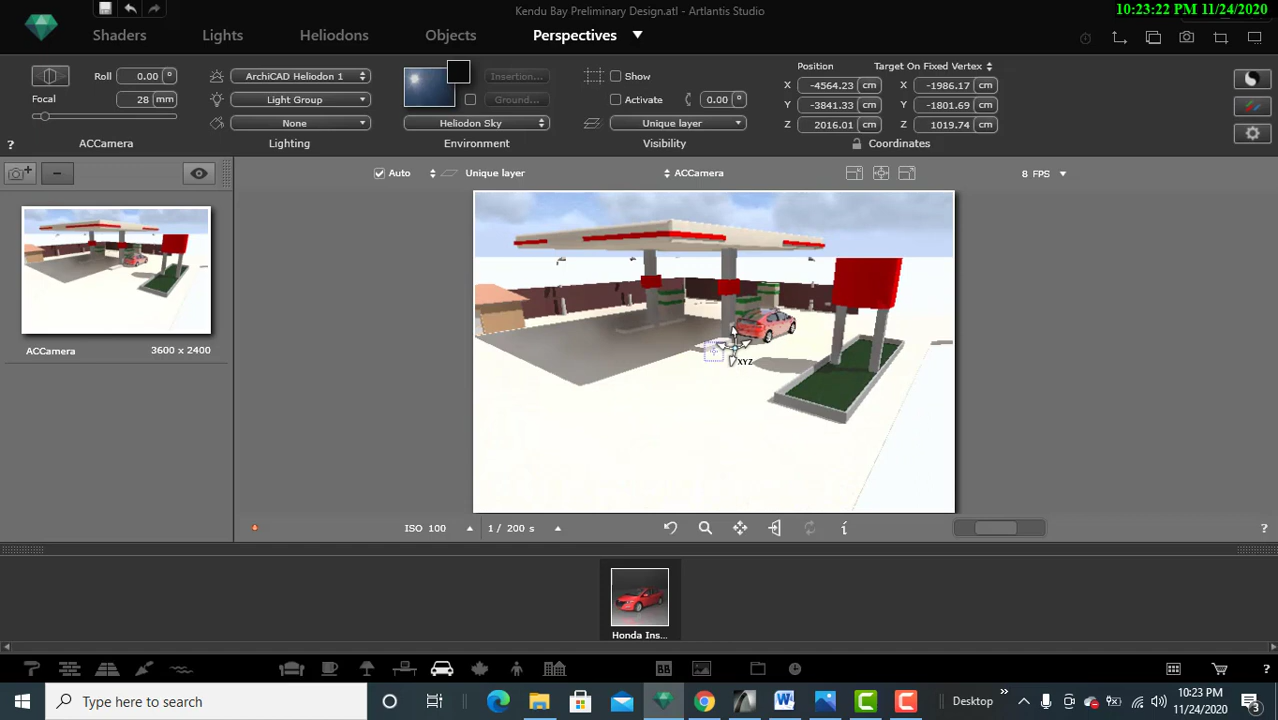 Kendu Bay Preliminary Design.atl - Artlantis Studio
10:23:22 PM 11/24/2020
Shaders Lights Heliodons Objects Perspectives
Roll 0.00 °
Focal 28 mm
ACCamera
ArchiCAD Heliodon 1
Light Group
None
Lighting
Insertion...
Ground...
Heliodon Sky
Environment
Show
Activate 0.00 °
Unique layer
Visibility
Position Target On Fixed Vertex
X -4564.23 cm X -1986.17 cm
Y -3841.33 cm Y -1801.69 cm
Z 2016.01 cm Z 1019.74 cm
Coordinates
?
Auto Unique layer ACCamera 8 FPS
ACCamera 3600 x 2400
XYZ
ISO 100 1 / 200 s i ?
Honda Ins...
BB ?
Type here to search
W
Desktop
»
10:23 PM
11/24/2020
3